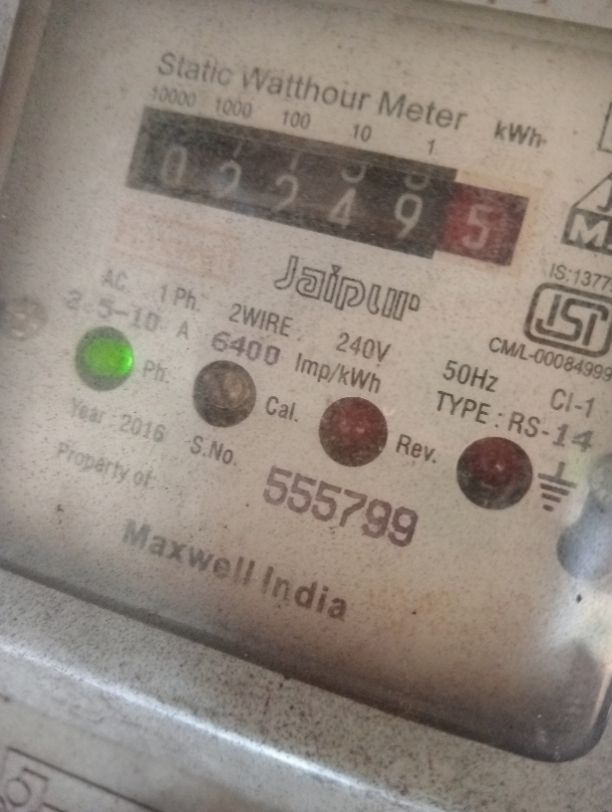 Static Watthour Meter
10000 1000 100 10 1 kWh
0 2 2 4 9 5
Jaipur
IS:1377
ISI
CM/L-00084999
AC. 1 Ph. 2WIRE 240V 50Hz Cl-1
2.5-10 A 6400 Imp/kWh TYPE : RS-14
Ph. Cal. Rev.
Year : 2016 S.No. 555799
Property of
Maxwell India